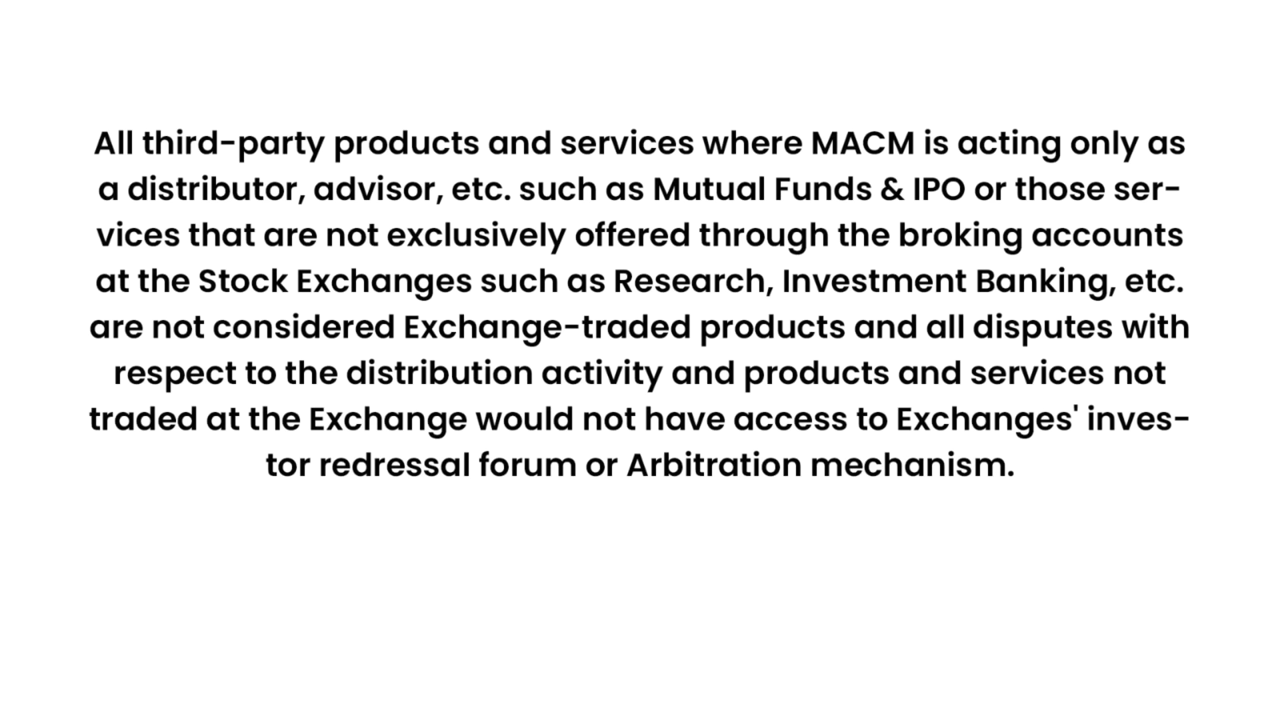 All third-party products and services where MACM is acting only as
a distributor, advisor, etc. such as Mutual Funds & IPO or those ser-
vices that are not exclusively offered through the broking accounts
at the Stock Exchanges such as Research, Investment Banking, etc.
are not considered Exchange-traded products and all disputes with
respect to the distribution activity and products and services not
traded at the Exchange would not have access to Exchanges' inves-
tor redressal forum or Arbitration mechanism.